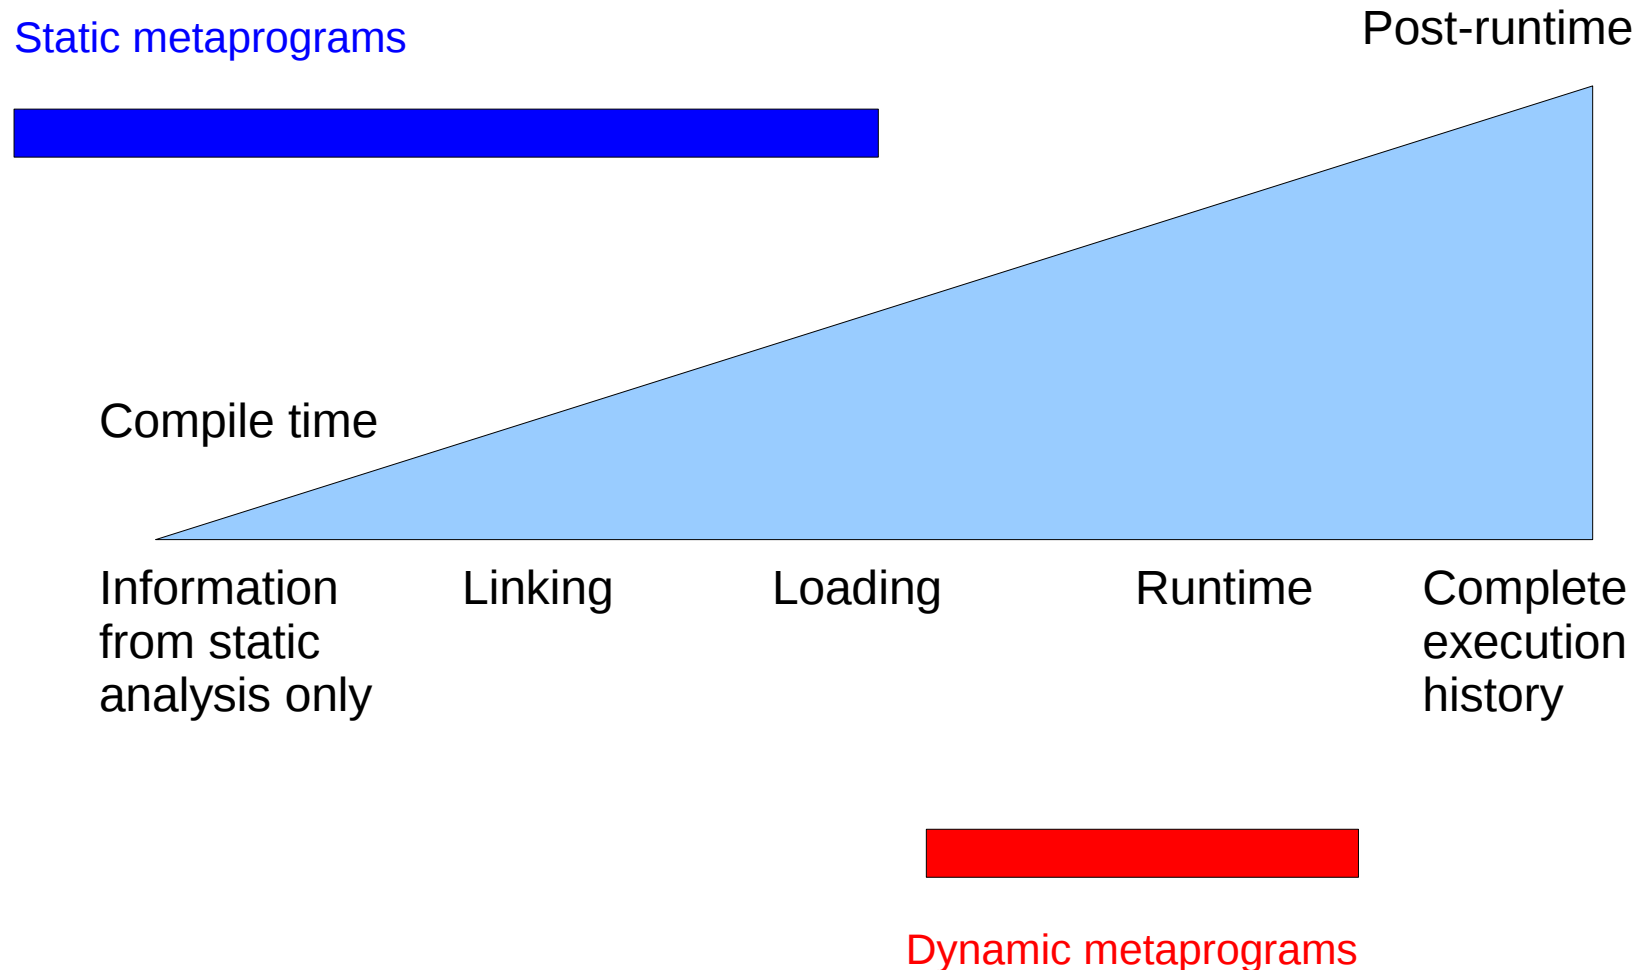 Static metaprograms
Post-runtime
Compile time
Information
from static
analysis only
Linking
Loading
Runtime
Complete
execution
history
Dynamic metaprograms